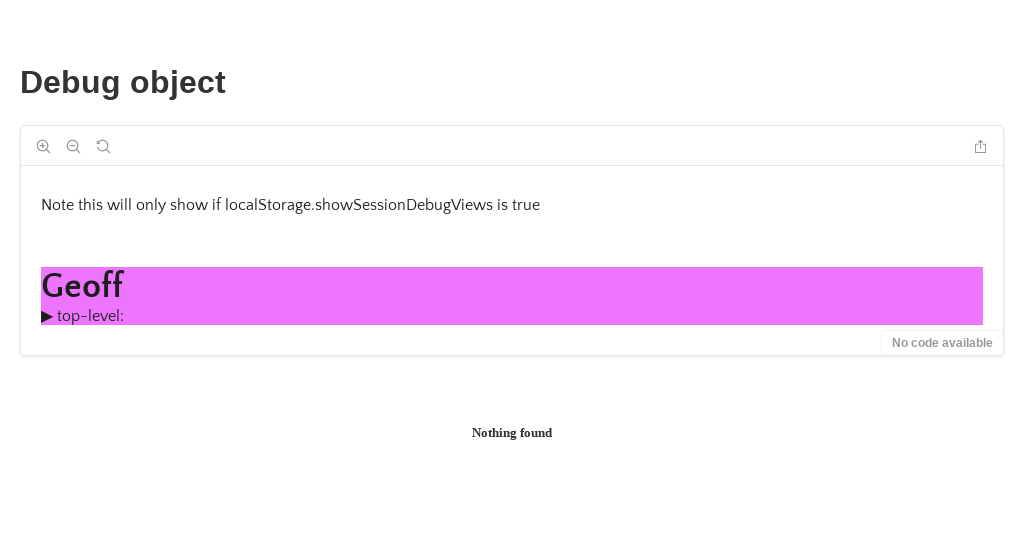 Debug object
Note this will only show if localStorage.showSessionDebugViews is true
Geoff
▶ top-level:
No code available
Nothing found